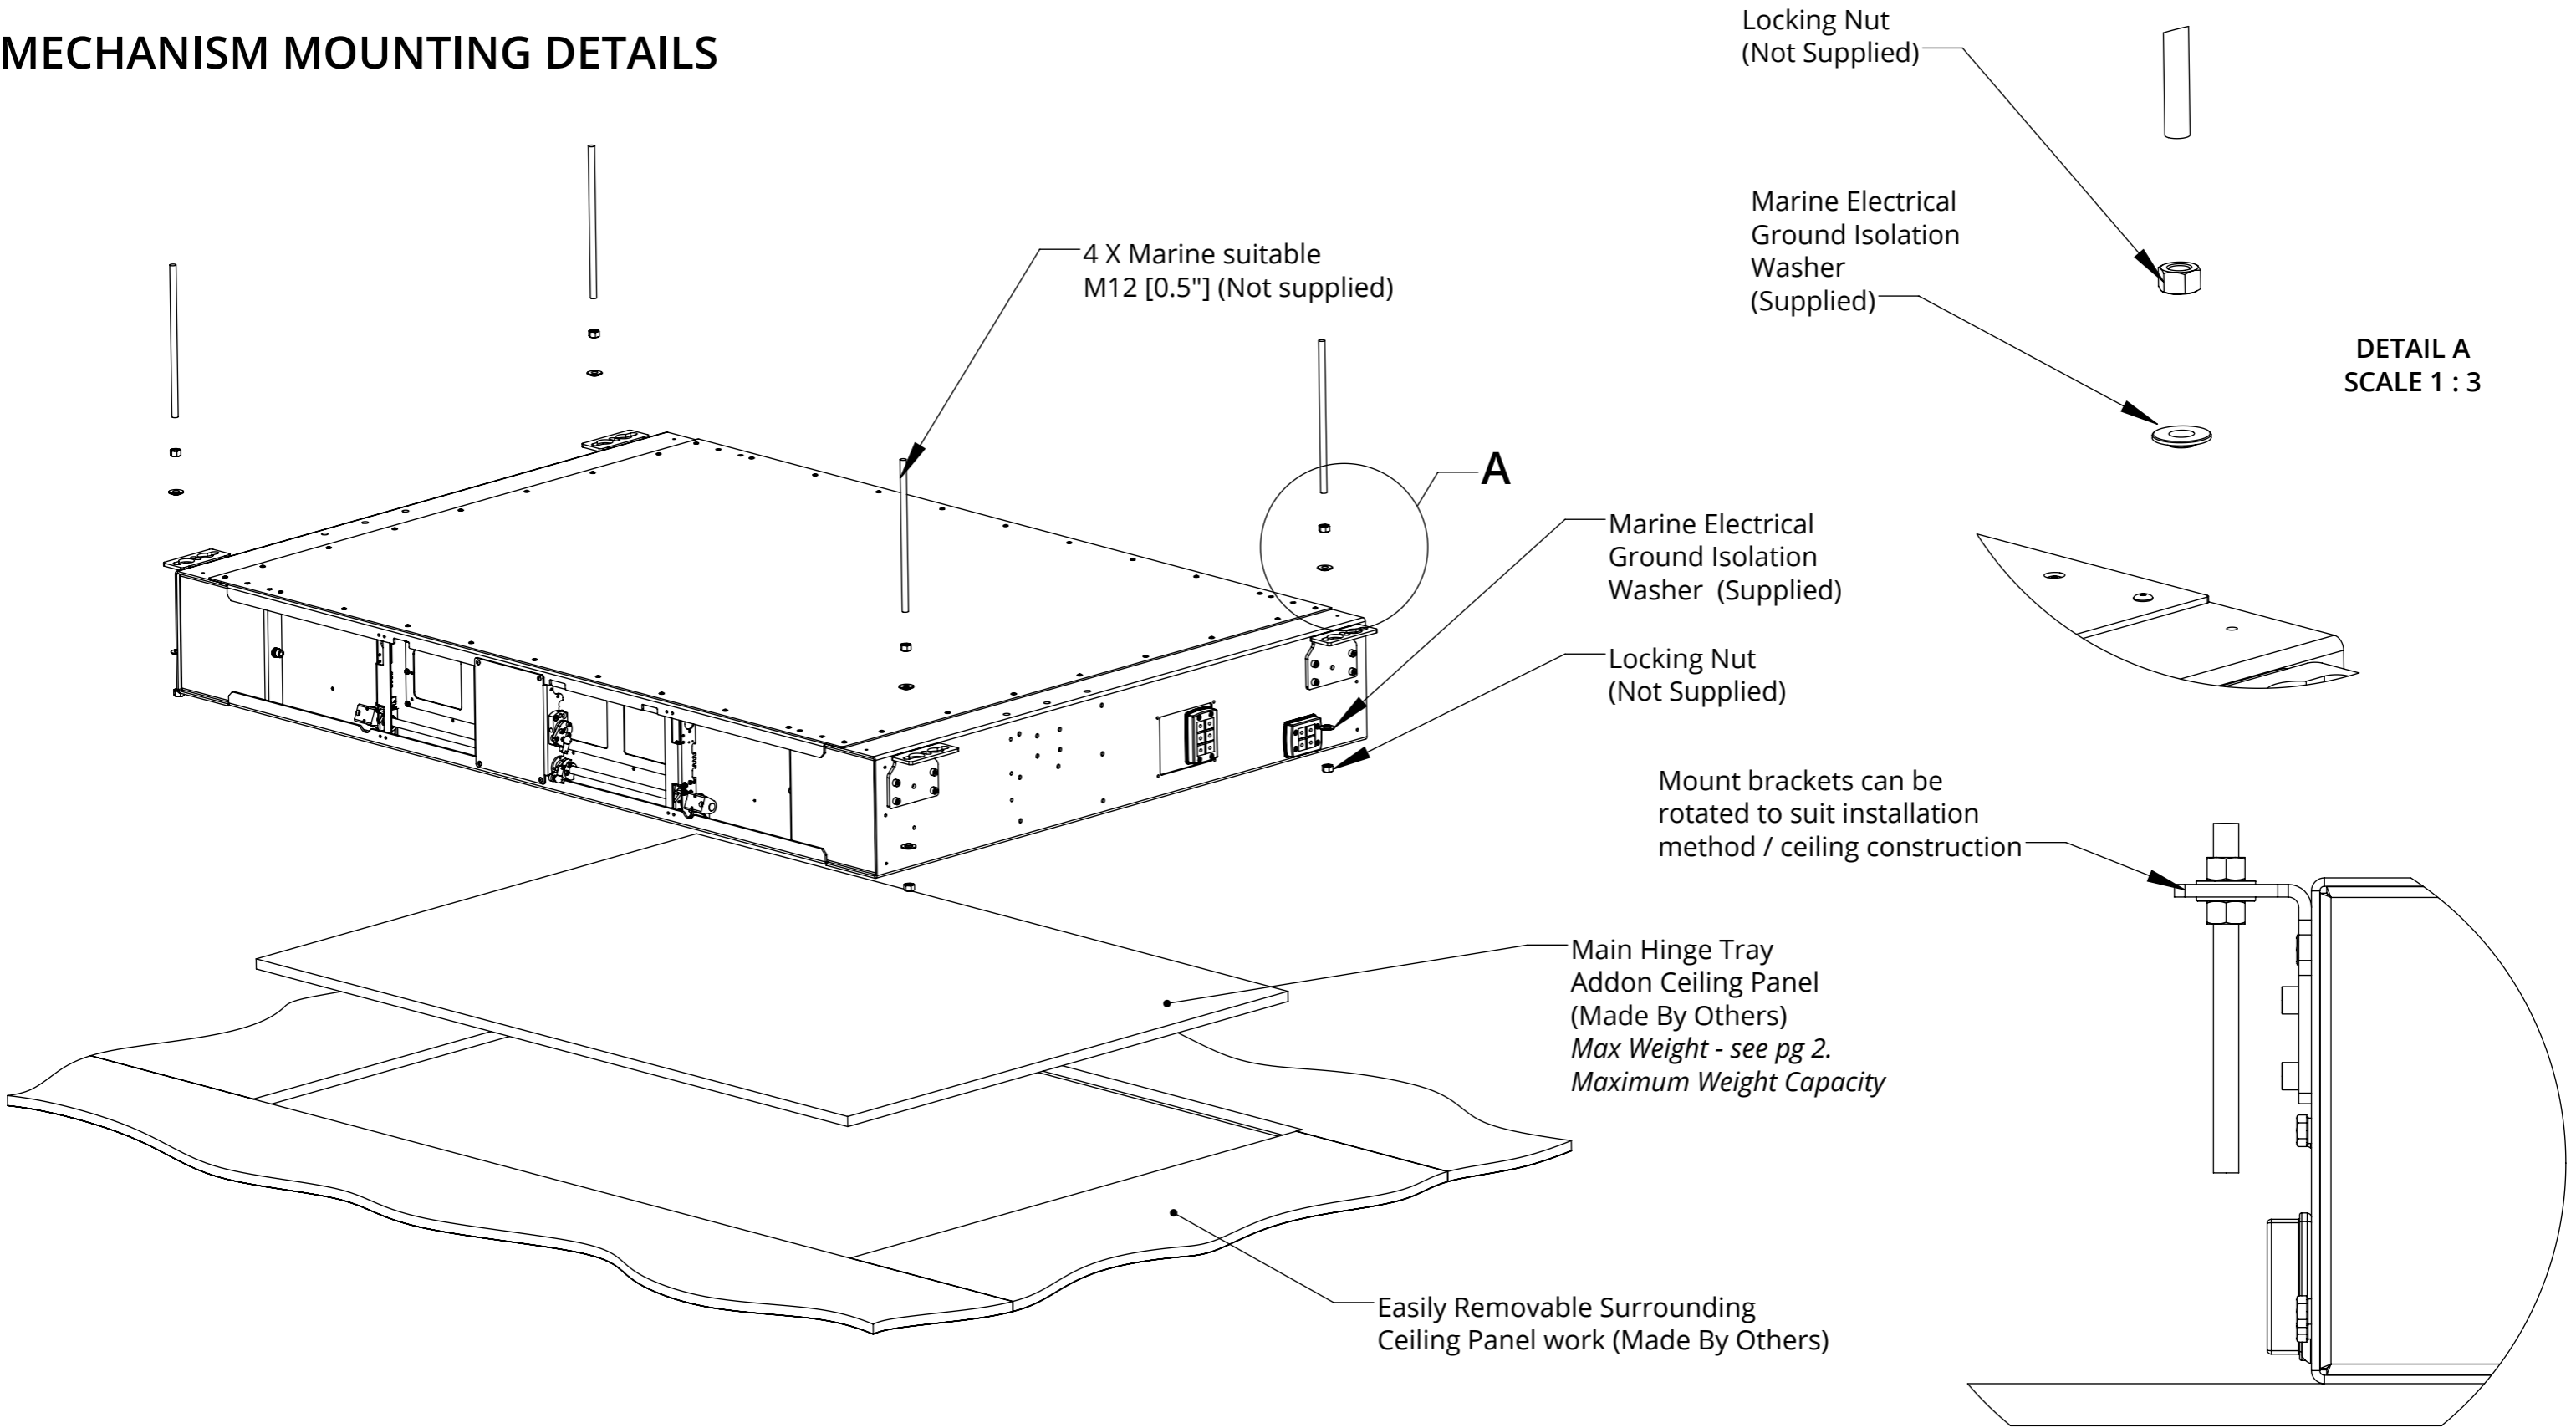 MECHANISM MOUNTING DETAILS
Locking Nut
(Not Supplied)
Marine Electrical
Ground Isolation
Washer
(Supplied)
DETAIL A
SCALE 1 : 3
4 X Marine suitable
M12 [0.5"] (Not supplied)
A
Marine Electrical
Ground Isolation
Washer (Supplied)
Locking Nut
(Not Supplied)
Mount brackets can be
rotated to suit installation
method / ceiling construction
Main Hinge Tray
Addon Ceiling Panel
(Made By Others)
Max Weight - see pg 2.
Maximum Weight Capacity
Easily Removable Surrounding
Ceiling Panel work (Made By Others)